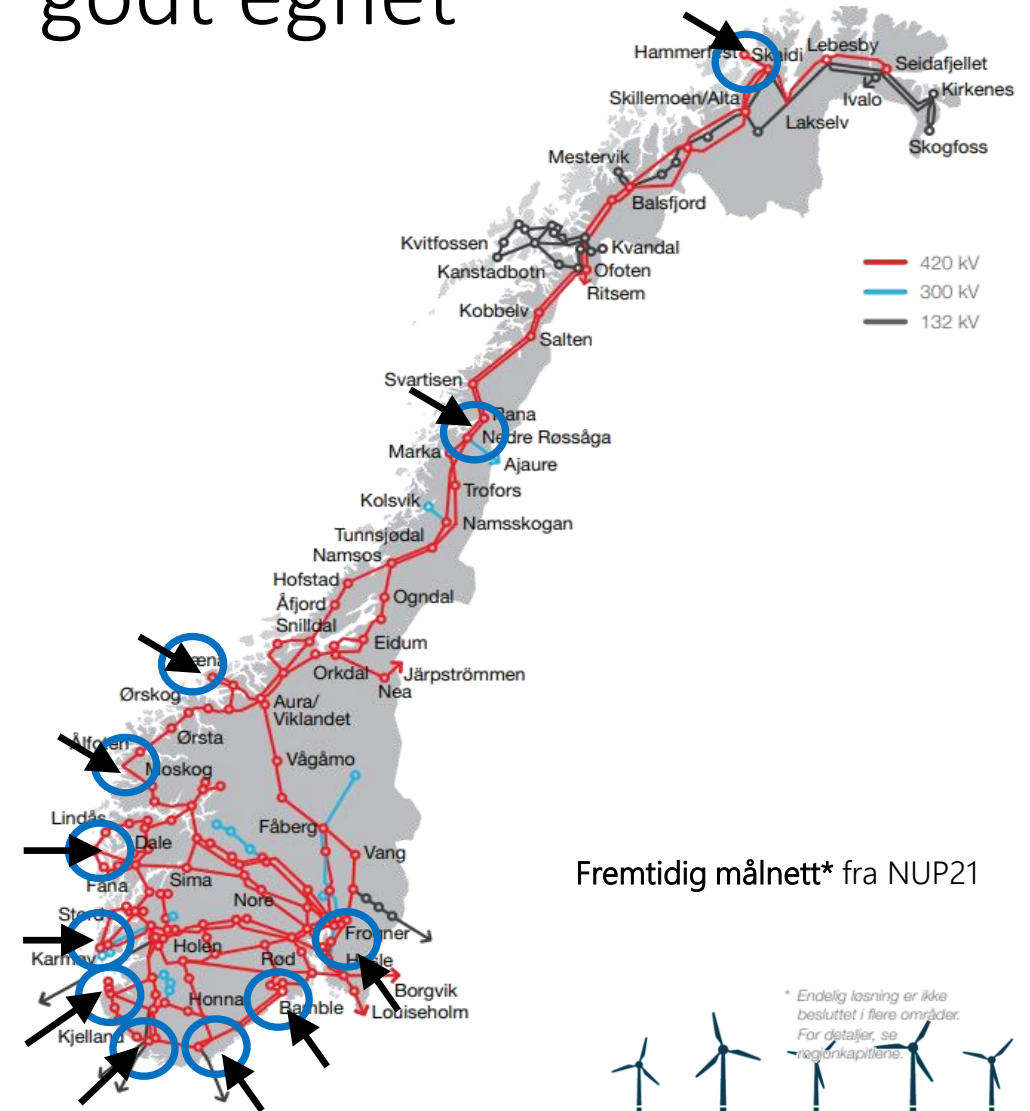 godt egnet
Hammerfest
Skaidi
Lebesby
Seidafjellet
Kirkenes
Ivalo
Skillemoen/Alta
Lakselv
Skogfoss
Mestervik
Balsfjord
Kvitfossen
Kvandal
Kanstadbotn
Ofoten
Ritsem
420 kV
300 kV
132 kV
Kobbelv
Salten
Svartisen
Rana
Nedre Røssåga
Marka
Ajaure
Trofors
Kolsvik
Namsskogan
Tunnsjødal
Namsos
Hofstad
Åfjord
Ogndal
Snilldal
Eidum
Orkdal
Järpströmmen
Nea
Ørskog
Aura/
Viklandet
Ørsta
Ålfoten
Moskog
Vågåmo
Lindås
Dale
Fåberg
Vang
Fana
Sima
Nore
Frogner
Karmøy
Holen
Rød
Honna
Bamble
Borgvik
Louiseholm
Kjelland
Fremtidig målnett* fra NUP21
* Endelig løsning er ikke
besluttet i flere områder.
For detaljer, se
regionkapitlene.